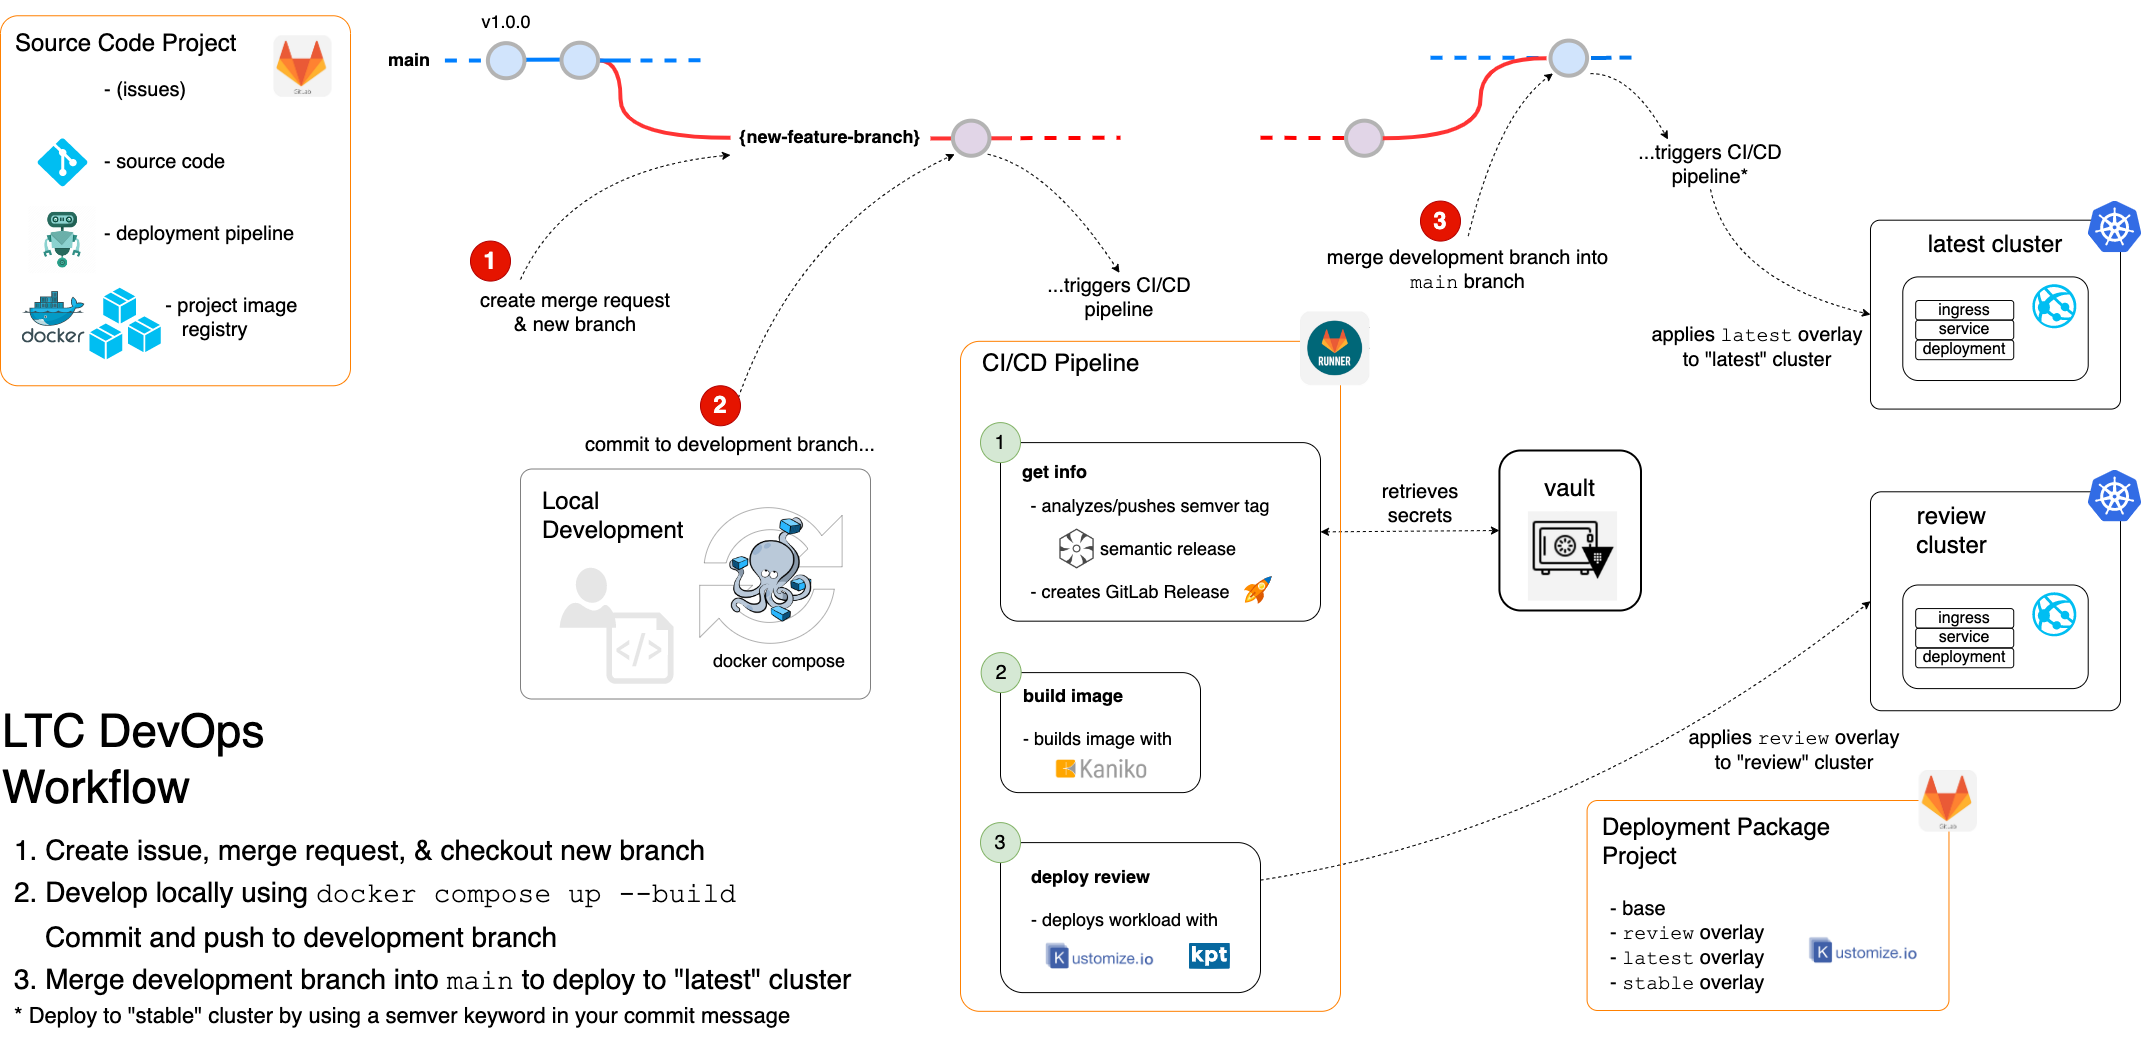 Source Code Project
- (issues)
- source code
- deployment pipeline
docker
- project image
registry
v1.0.0
main
{new-feature-branch}
1
create merge request
& new branch
2
commit to development branch...
Local
Development
</>
docker compose
...triggers CI/CD
pipeline
CI/CD Pipeline
RUNNER
1
get info
- analyzes/pushes semver tag
semantic release
- creates GitLab Release
2
build image
- builds image with
Kaniko
3
deploy review
- deploys workload with
Kustomize.io
kpt
retrieves
secrets
vault
3
merge development branch into
main branch
...triggers CI/CD
pipeline*
applies latest overlay
to "latest" cluster
latest cluster
ingress
service
deployment
review
cluster
ingress
service
deployment
applies review overlay
to "review" cluster
Deployment Package
Project
- base
- review overlay
- latest overlay
- stable overlay
Kustomize.io
LTC DevOps
Workflow
1. Create issue, merge request, & checkout new branch
2. Develop locally using docker compose up --build
Commit and push to development branch
3. Merge development branch into main to deploy to "latest" cluster
* Deploy to "stable" cluster by using a semver keyword in your commit message